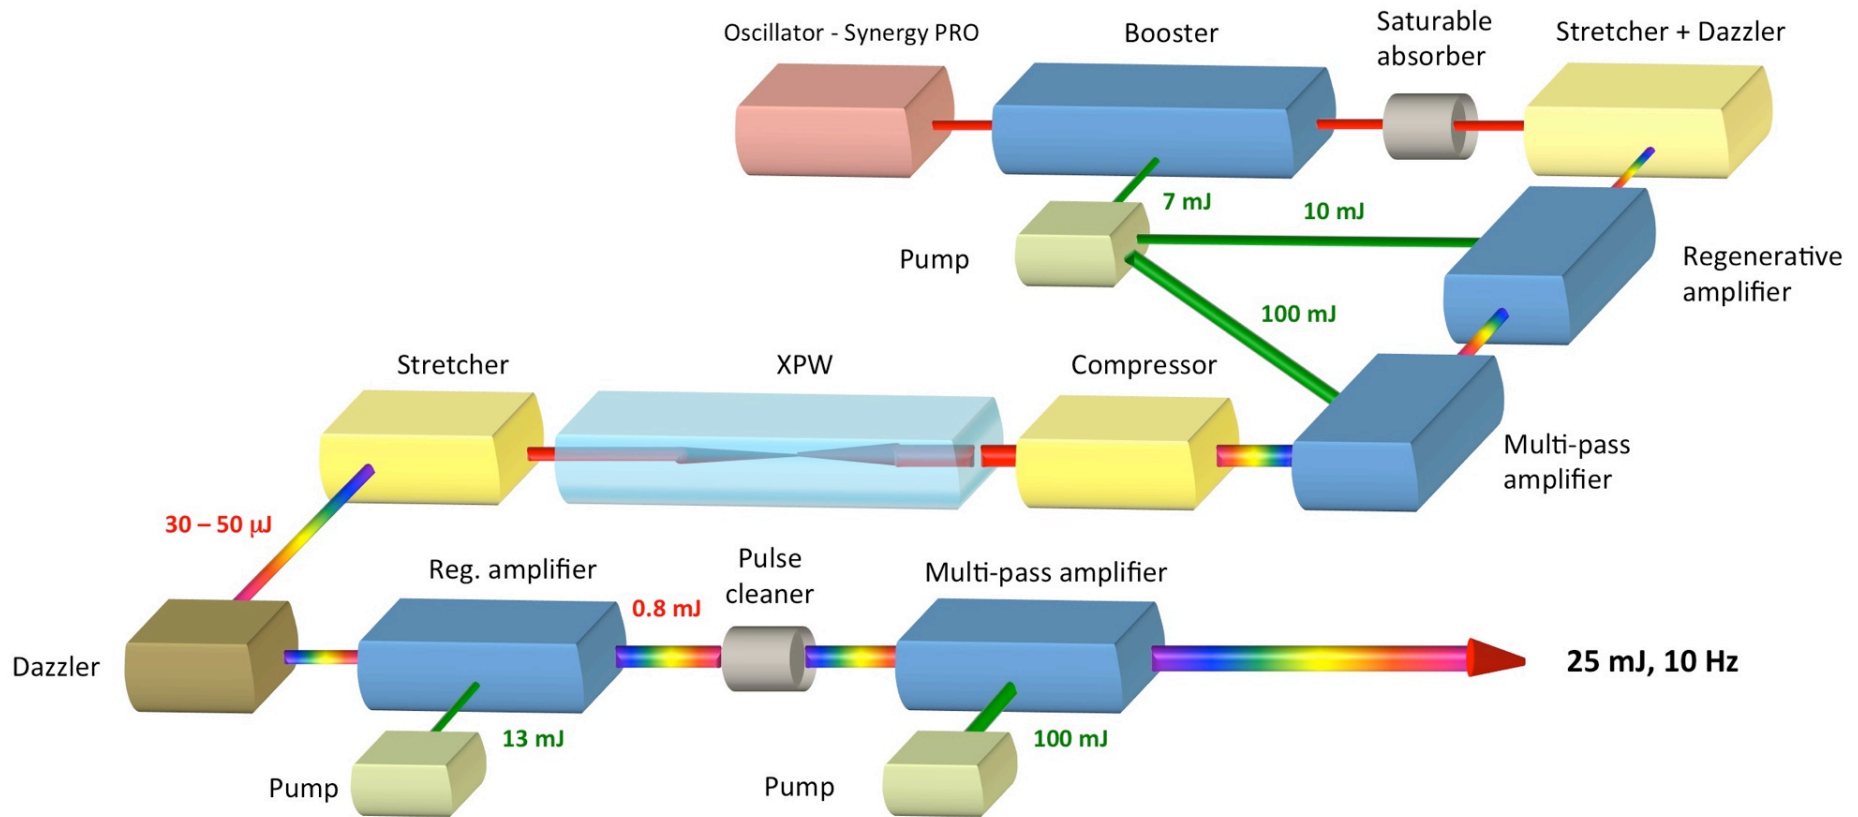 Oscillator - Synergy PRO
Booster
Saturable
absorber
Stretcher + Dazzler
7 mJ
10 mJ
Pump
Regenerative
amplifier
100 mJ
Stretcher
XPW
Compressor
Multi-pass
amplifier
30 – 50 µJ
Reg. amplifier
Pulse
cleaner
Multi-pass amplifier
0.8 mJ
Dazzler
25 mJ, 10 Hz
13 mJ
100 mJ
Pump
Pump